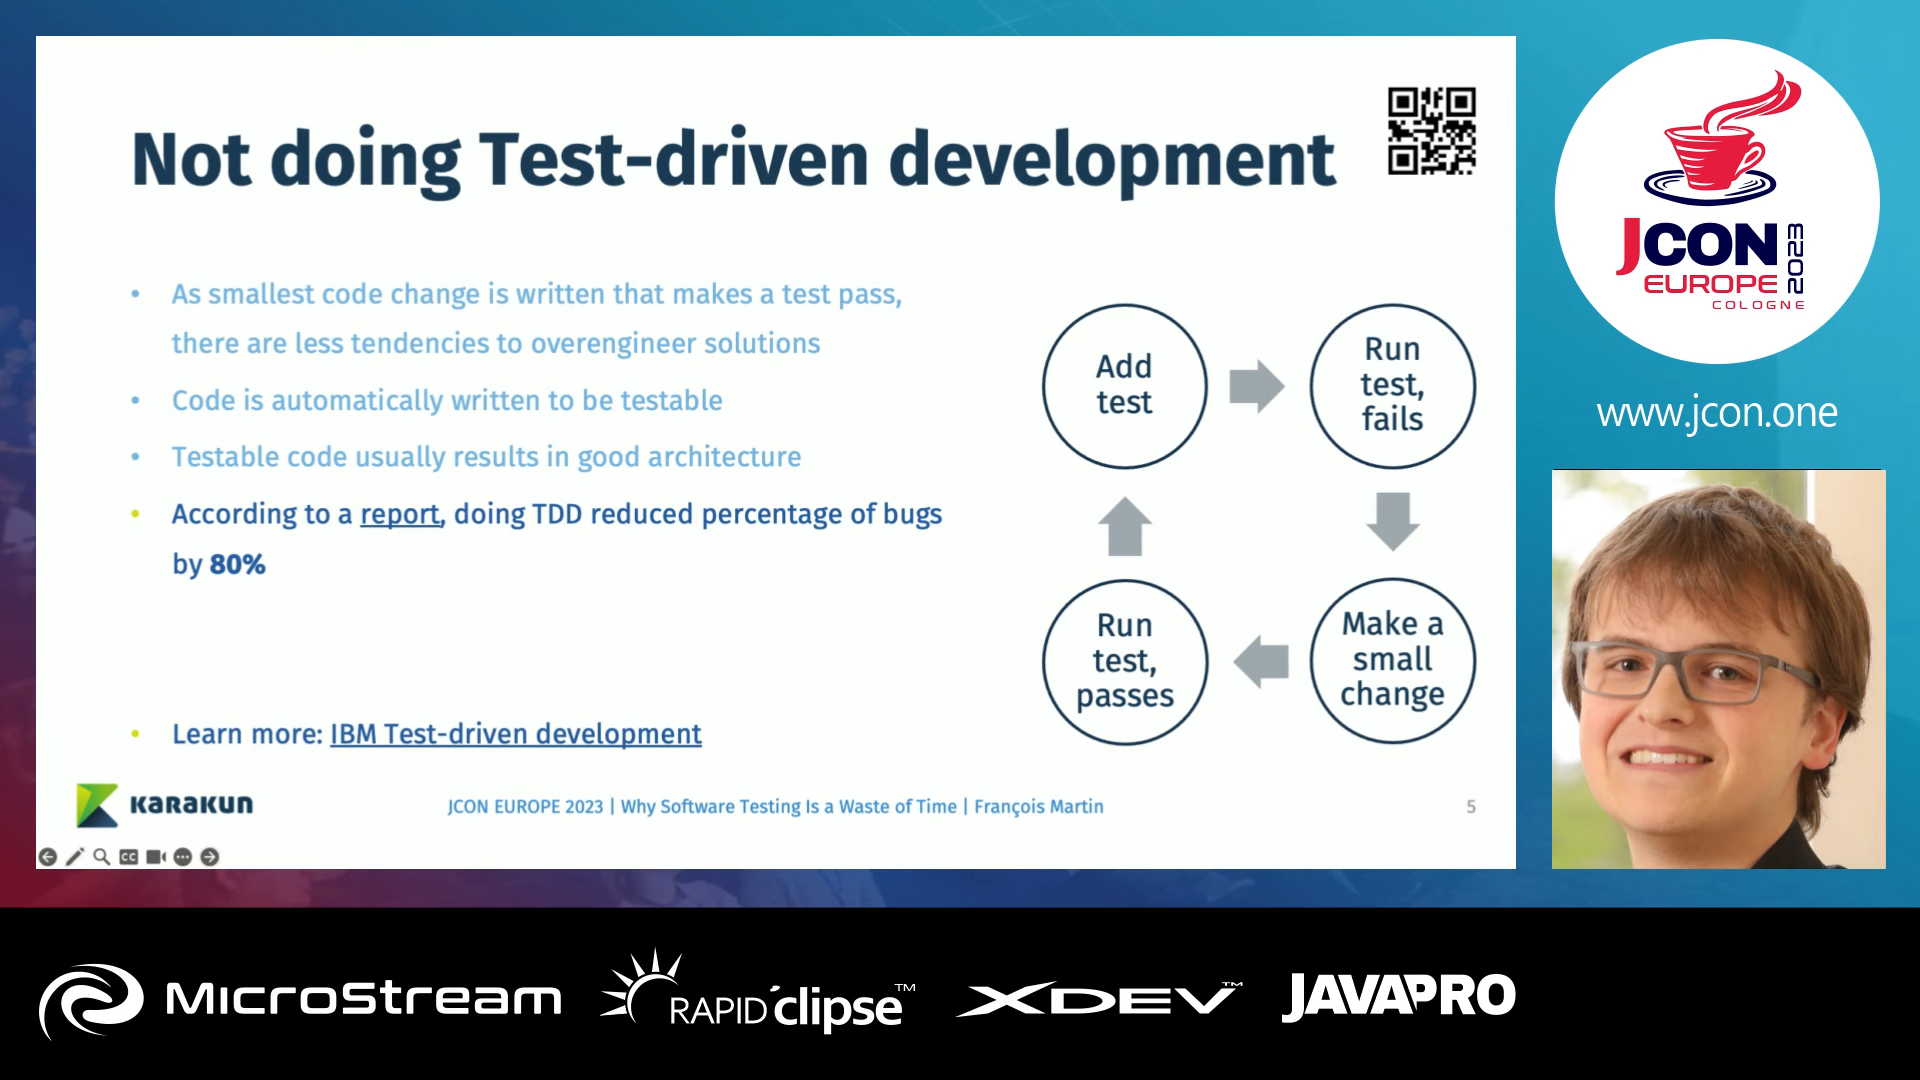 Not doing Test-driven development
• As smallest code change is written that makes a test pass,
there are less tendencies to overengineer solutions
• Code is automatically written to be testable
• Testable code usually results in good architecture
• According to a report, doing TDD reduced percentage of bugs
by 80%
• Learn more: IBM Test-driven development
Add
test
Run
test,
fails
Make a
small
change
Run
test,
passes
KARAKUN
JCON EUROPE 2023 | Why Software Testing Is a Waste of Time | François Martin
5
CC
JCON
2023
EUROPE
COLOGNE
www.jcon.one
MicroStream
RAPID'clipse™
XDEV™
JAVAPRO